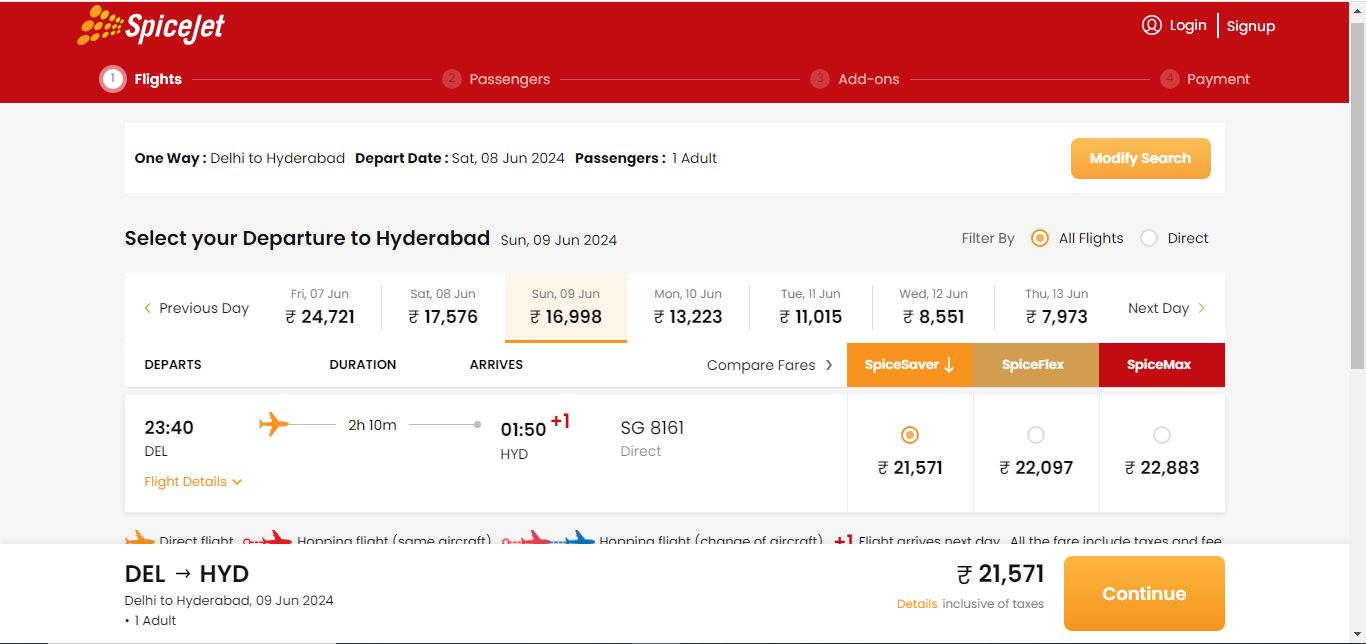 SpiceJet
Login Signup
1 Flights 2 Passengers 3 Add-ons 4 Payment
One Way : Delhi to Hyderabad Depart Date : Sat, 08 Jun 2024 Passengers : 1 Adult Modify Search
Select your Departure to Hyderabad Sun, 09 Jun 2024 Filter By All Flights Direct
Previous Day
Fri, 07 Jun
₹ 24,721
Sat, 08 Jun
₹ 17,576
Sun, 09 Jun
₹ 16,998
Mon, 10 Jun
₹ 13,223
Tue, 11 Jun
₹ 11,015
Wed, 12 Jun
₹ 8,551
Thu, 13 Jun
₹ 7,973
Next Day
DEPARTS DURATION ARRIVES Compare Fares SpiceSaver ↓ SpiceFlex SpiceMax
23:40 2h 10m 01:50 +1 SG 8161
DEL HYD Direct
₹ 21,571 ₹ 22,097 ₹ 22,883
Flight Details
Direct flight Hopping flight (same aircraft) Hopping flight (change of aircraft) +1 Flight arrives next day All the fare include taxes and fee
DEL → HYD ₹ 21,571
Delhi to Hyderabad, 09 Jun 2024 Details inclusive of taxes Continue
• 1 Adult